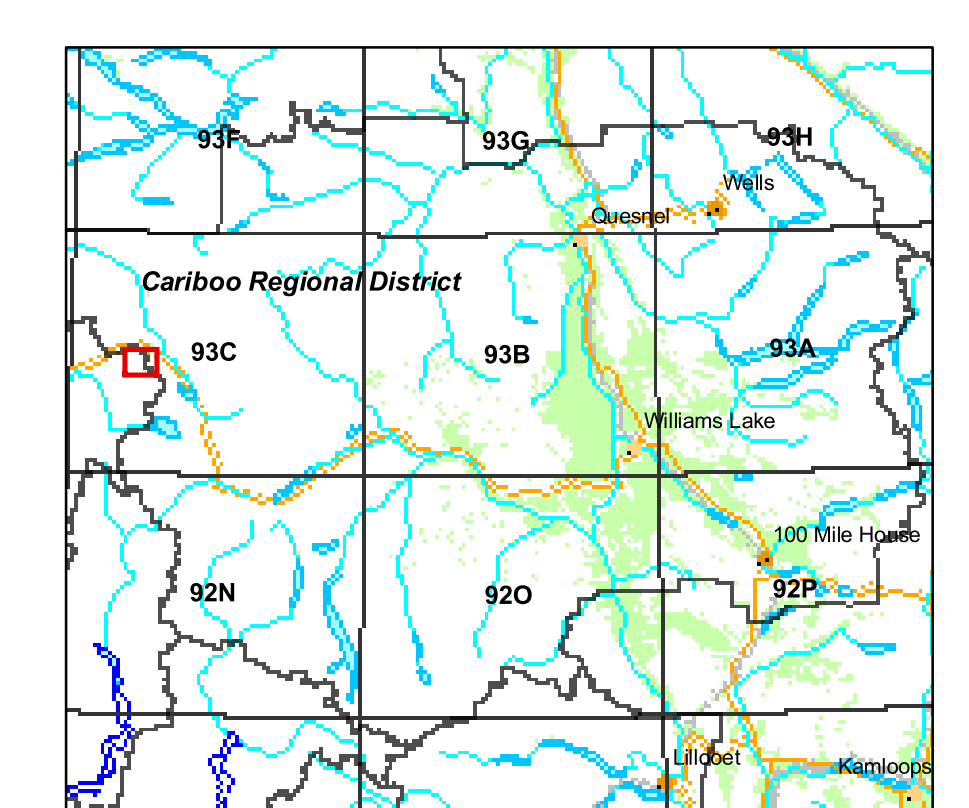 93F
93G
93H
Wells
Quesnel
Cariboo Regional District
93C
93B
93A
Williams Lake
100 Mile House
92N
92O
92P
Lillooet
Kamloops